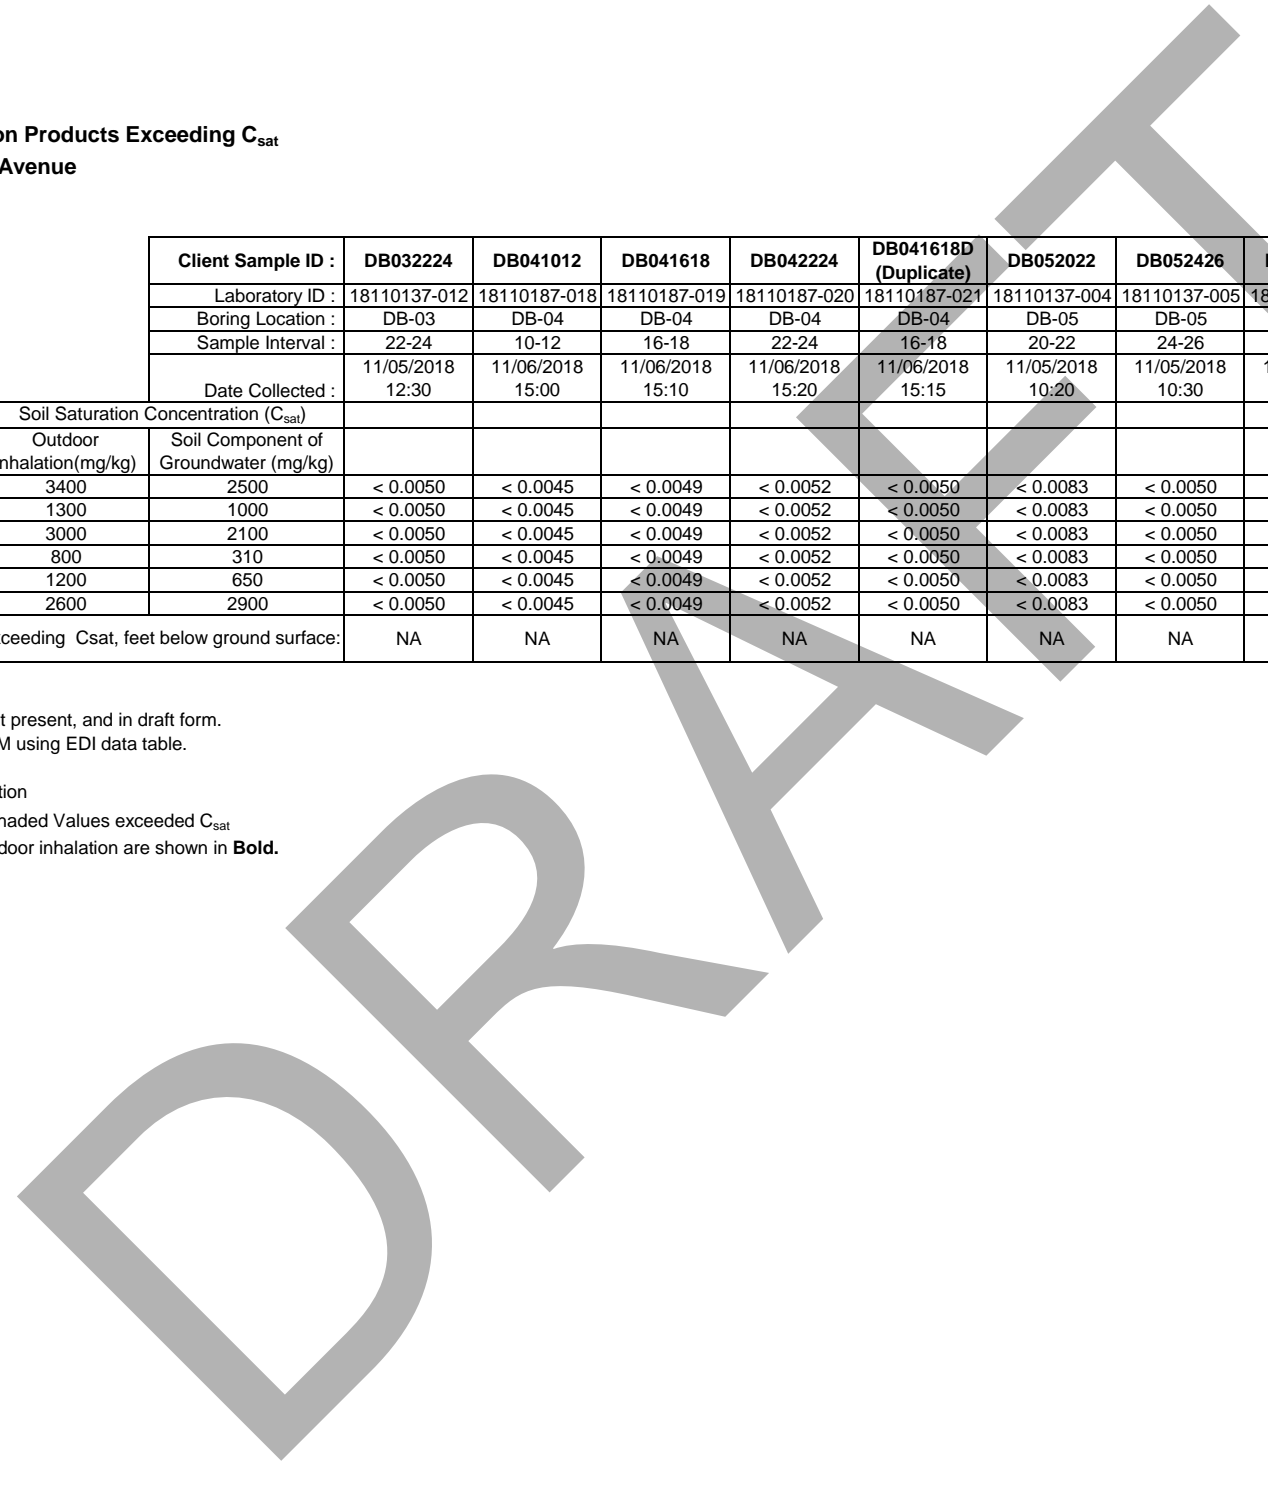 on Products Exceeding Csat
Avenue
Client Sample ID : DB032224 DB041012 DB041618 DB042224 DB041618D (Duplicate) DB052022 DB052426
Laboratory ID : 18110137-012 18110187-018 18110187-019 18110187-020 18110187-021 18110137-004 18110137-005 18
Boring Location : DB-03 DB-04 DB-04 DB-04 DB-04 DB-05 DB-05
Sample Interval : 22-24 10-12 16-18 22-24 16-18 20-22 24-26
11/05/2018 11/06/2018 11/06/2018 11/06/2018 11/06/2018 11/05/2018 11/05/2018 1
Date Collected : 12:30 15:00 15:10 15:20 15:15 10:20 10:30
Soil Saturation Concentration (Csat)
Outdoor Soil Component of
nhalation(mg/kg) Groundwater (mg/kg)
3400 2500 < 0.0050 < 0.0045 < 0.0049 < 0.0052 < 0.0050 < 0.0083 < 0.0050
1300 1000 < 0.0050 < 0.0045 < 0.0049 < 0.0052 < 0.0050 < 0.0083 < 0.0050
3000 2100 < 0.0050 < 0.0045 < 0.0049 < 0.0052 < 0.0050 < 0.0083 < 0.0050
800 310 < 0.0050 < 0.0045 < 0.0049 < 0.0052 < 0.0050 < 0.0083 < 0.0050
1200 650 < 0.0050 < 0.0045 < 0.0049 < 0.0052 < 0.0050 < 0.0083 < 0.0050
2600 2900 < 0.0050 < 0.0045 < 0.0049 < 0.0052 < 0.0050 < 0.0083 < 0.0050
ceeding Csat, feet below ground surface: NA NA NA NA NA NA NA
t present, and in draft form.
M using EDI data table.
tion
haded Values exceeded Csat
door inhalation are shown in Bold.
DRAFT